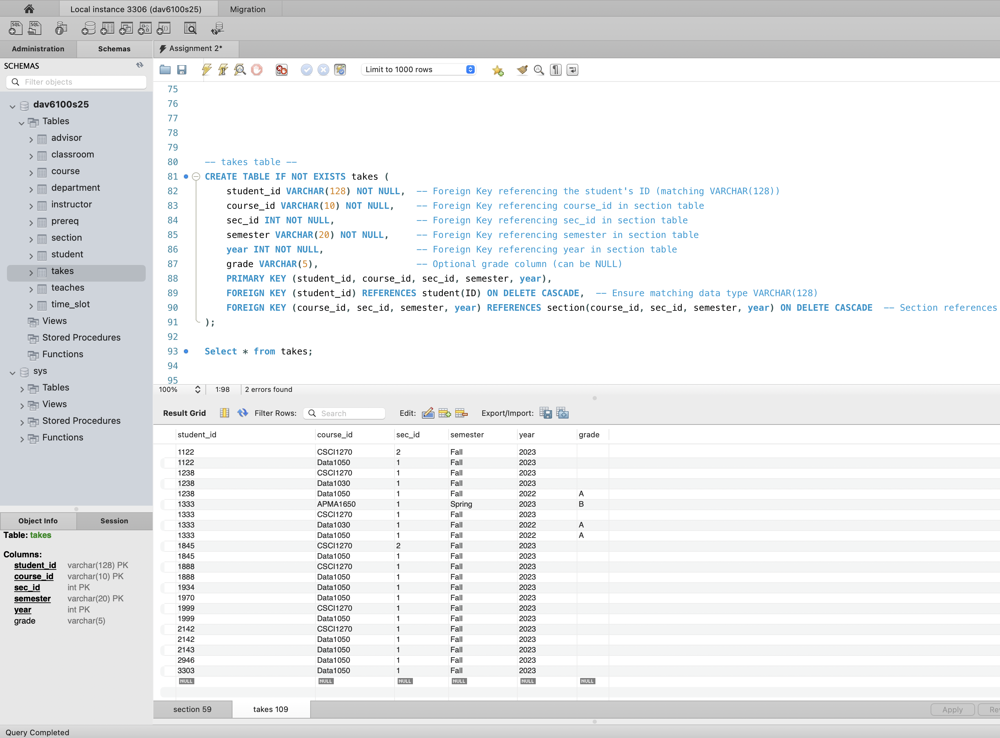 Local instance 3306 (dav6100s25)
Migration
SQL
SQL
Administration
Schemas
Assignment 2*
SCHEMAS
Filter objects
Limit to 1000 rows
dav6100s25
Tables
advisor
classroom
course
department
instructor
prereq
section
student
takes
teaches
time_slot
Views
Stored Procedures
Functions
sys
Tables
Views
Stored Procedures
Functions
75
76
77
78
79
80 -- takes table --
81 CREATE TABLE IF NOT EXISTS takes (
82 student_id VARCHAR(128) NOT NULL, -- Foreign Key referencing the student's ID (matching VARCHAR(128))
83 course_id VARCHAR(10) NOT NULL, -- Foreign Key referencing course_id in section table
84 sec_id INT NOT NULL, -- Foreign Key referencing sec_id in section table
85 semester VARCHAR(20) NOT NULL, -- Foreign Key referencing semester in section table
86 year INT NOT NULL, -- Foreign Key referencing year in section table
87 grade VARCHAR(5), -- Optional grade column (can be NULL)
88 PRIMARY KEY (student_id, course_id, sec_id, semester, year),
89 FOREIGN KEY (student_id) REFERENCES student(ID) ON DELETE CASCADE, -- Ensure matching data type VARCHAR(128)
90 FOREIGN KEY (course_id, sec_id, semester, year) REFERENCES section(course_id, sec_id, semester, year) ON DELETE CASCADE -- Section references
91 );
92
93 Select * from takes;
94
95
100% 1:98 2 errors found
Result Grid Filter Rows: Search Edit: Export/Import:
student_id course_id sec_id semester year grade
1122 CSCI1270 2 Fall 2023
1122 Data1050 1 Fall 2023
1238 CSCI1270 1 Fall 2023
1238 Data1030 1 Fall 2023
1238 Data1050 1 Fall 2022 A
1333 APMA1650 1 Spring 2023 B
1333 CSCI1270 1 Fall 2023
1333 Data1030 1 Fall 2022 A
1333 Data1050 1 Fall 2022 A
1845 CSCI1270 2 Fall 2023
1845 Data1050 1 Fall 2023
1888 CSCI1270 1 Fall 2023
1888 Data1050 1 Fall 2023
1934 Data1050 1 Fall 2023
1970 Data1050 1 Fall 2023
1999 CSCI1270 1 Fall 2023
1999 Data1050 1 Fall 2023
2142 CSCI1270 1 Fall 2023
2142 Data1050 1 Fall 2023
2143 Data1050 1 Fall 2023
2946 Data1050 1 Fall 2023
3303 Data1050 1 Fall 2023
NULL NULL NULL NULL NULL NULL
Object Info
Session
Table: takes
Columns:
student_id varchar(128) PK
course_id varchar(10) PK
sec_id int PK
semester varchar(20) PK
year int PK
grade varchar(5)
section 59
takes 109
Apply
Query Completed